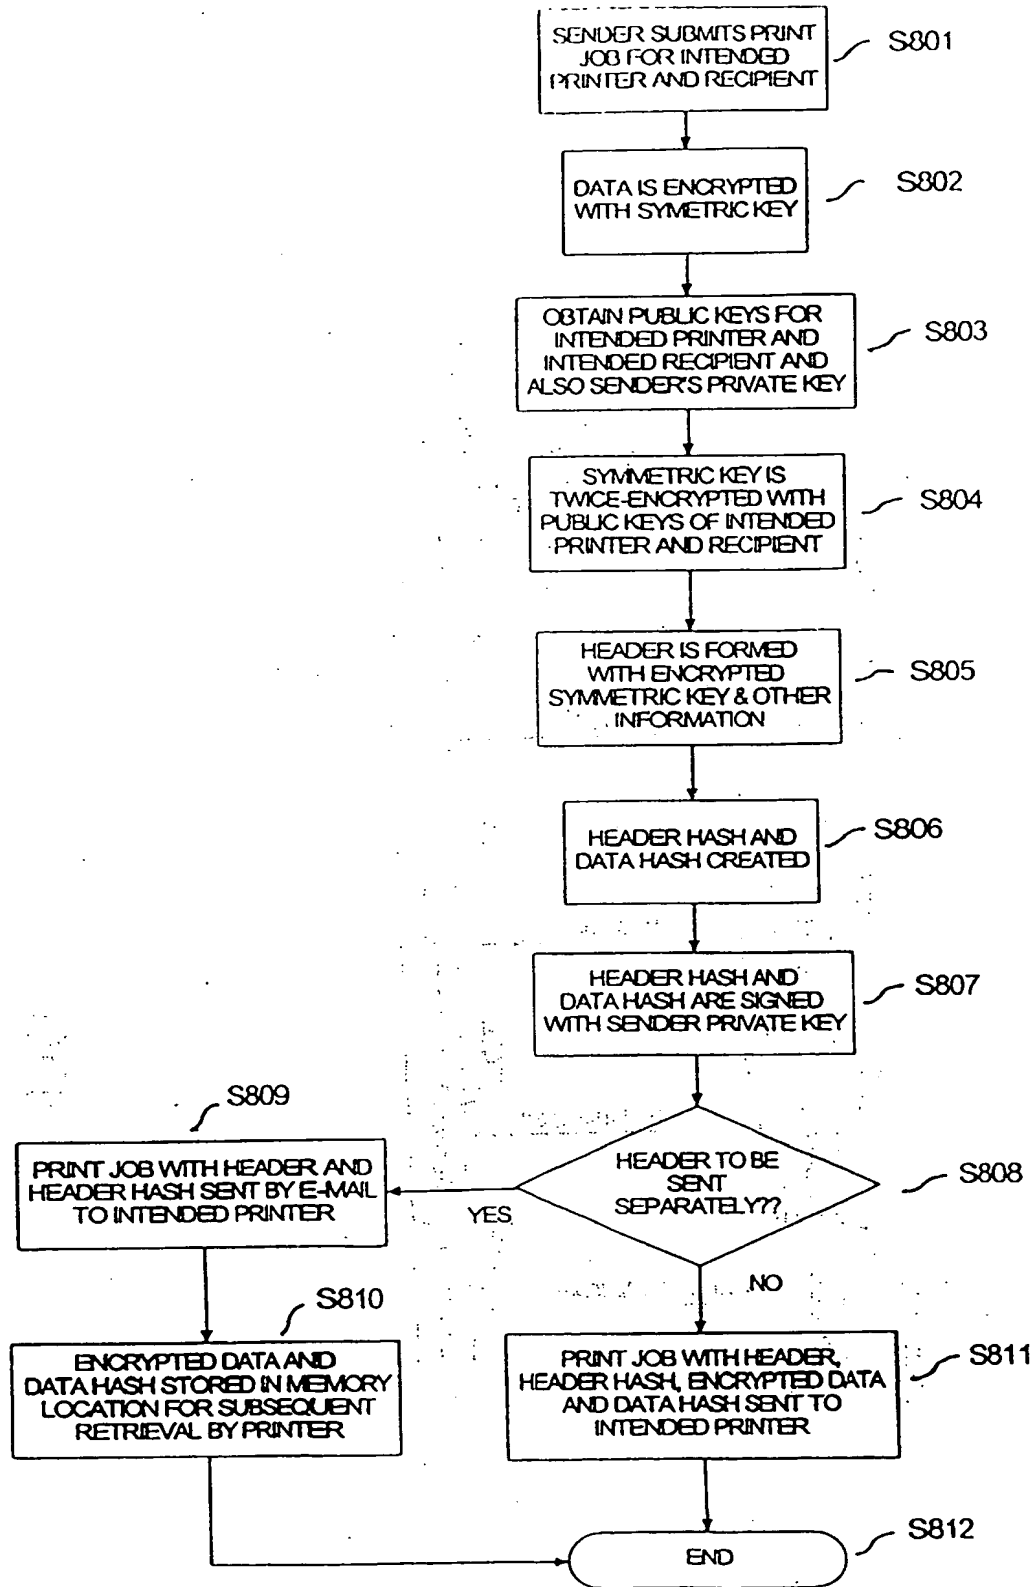 SENDER SUBMITS PRINT
JOB FOR INTENDED
PRINTER AND RECIPIENT
S801
DATA IS ENCRYPTED
WITH SYMETRIC KEY
S802
OBTAIN PUBLIC KEYS FOR
INTENDED PRINTER AND
INTENDED RECIPIENT AND
ALSO SENDER'S PRIVATE KEY
S803
SYMMETRIC KEY IS
TWICE-ENCRYPTED WITH
PUBLIC KEYS OF INTENDED
PRINTER AND RECIPIENT
S804
HEADER IS FORMED
WITH ENCRYPTED
SYMMETRIC KEY & OTHER
INFORMATION
S805
HEADER HASH AND
DATA HASH CREATED
S806
HEADER HASH AND
DATA HASH ARE SIGNED
WITH SENDER PRIVATE KEY
S807
HEADER TO BE
SENT
SEPARATELY??
S808
YES
NO
S809
PRINT JOB WITH HEADER AND
HEADER HASH SENT BY E-MAIL
TO INTENDED PRINTER
S810
ENCRYPTED DATA AND
DATA HASH STORED IN MEMORY
LOCATION FOR SUBSEQUENT
RETRIEVAL BY PRINTER
PRINT JOB WITH HEADER,
HEADER HASH, ENCRYPTED DATA
AND DATA HASH SENT TO
INTENDED PRINTER
S811
END
S812